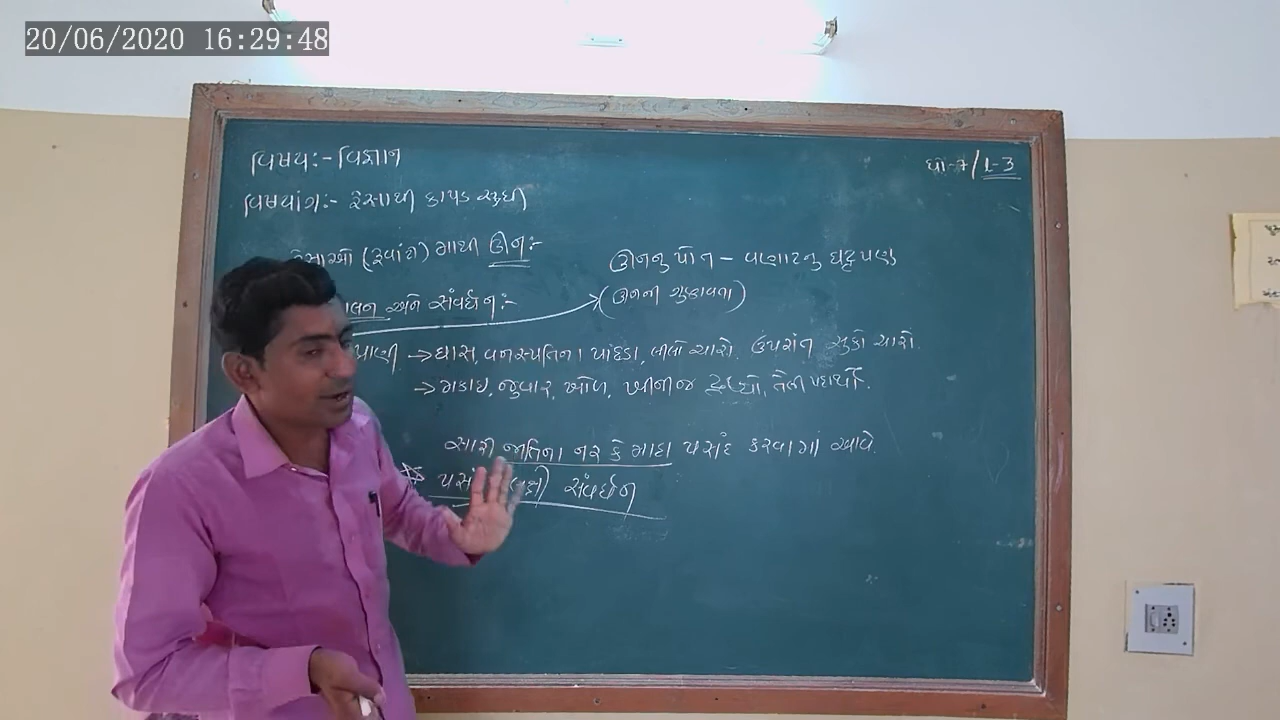 20/06/2020 16:29:48
વિષય:- વિજ્ઞાન
ધો-7/1-3
વિષયાંગ:- રેસાથી કાપડ સુધી
(રૂવાંટી) માથી ઊન:-
ઊનનુ પોત - વણાટનુ ઘટ્ટપણુ
અને સંવર્ધન:-
(ઊનની ગુણવત્તા)
પાણી → ઘાસ, વનસ્પતિના પાંદડા, લીલો ચારો. ઉપરાંત સુકો ચારો.
→ મકાઇ, જુવાર, ખોળ, ખનીજ દ્રવ્યો, તેલી પદાર્થો.
સારી જાતિના નર કે માદા પસંદ કરવામાં આવે.
સંવર્ધન